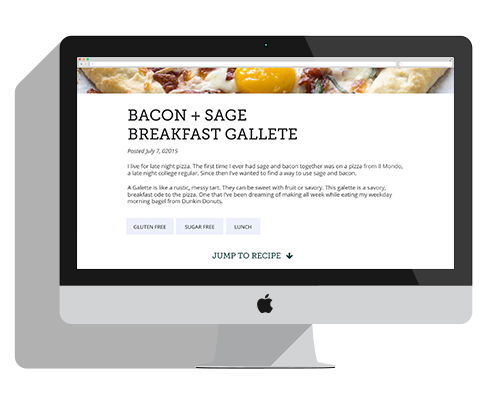 BACON + SAGE
BREAKFAST GALLETE
Posted July 7, 02015
I live for late night pizza. The first time I ever had sage and bacon together was on a pizza from Il Mondo,
a late night college regular. Since then I've wanted to find a way to use sage and bacon.
A Galette is like a rustic, messy tart. They can be sweet with fruit or savory. This galette is a savory,
breakfast ode to the pizza. One that I've been dreaming of making all week while eating my weekday
morning bagel from Dunkin Donuts.
GLUTEN FREE SUGAR FREE LUNCH
JUMP TO RECIPE